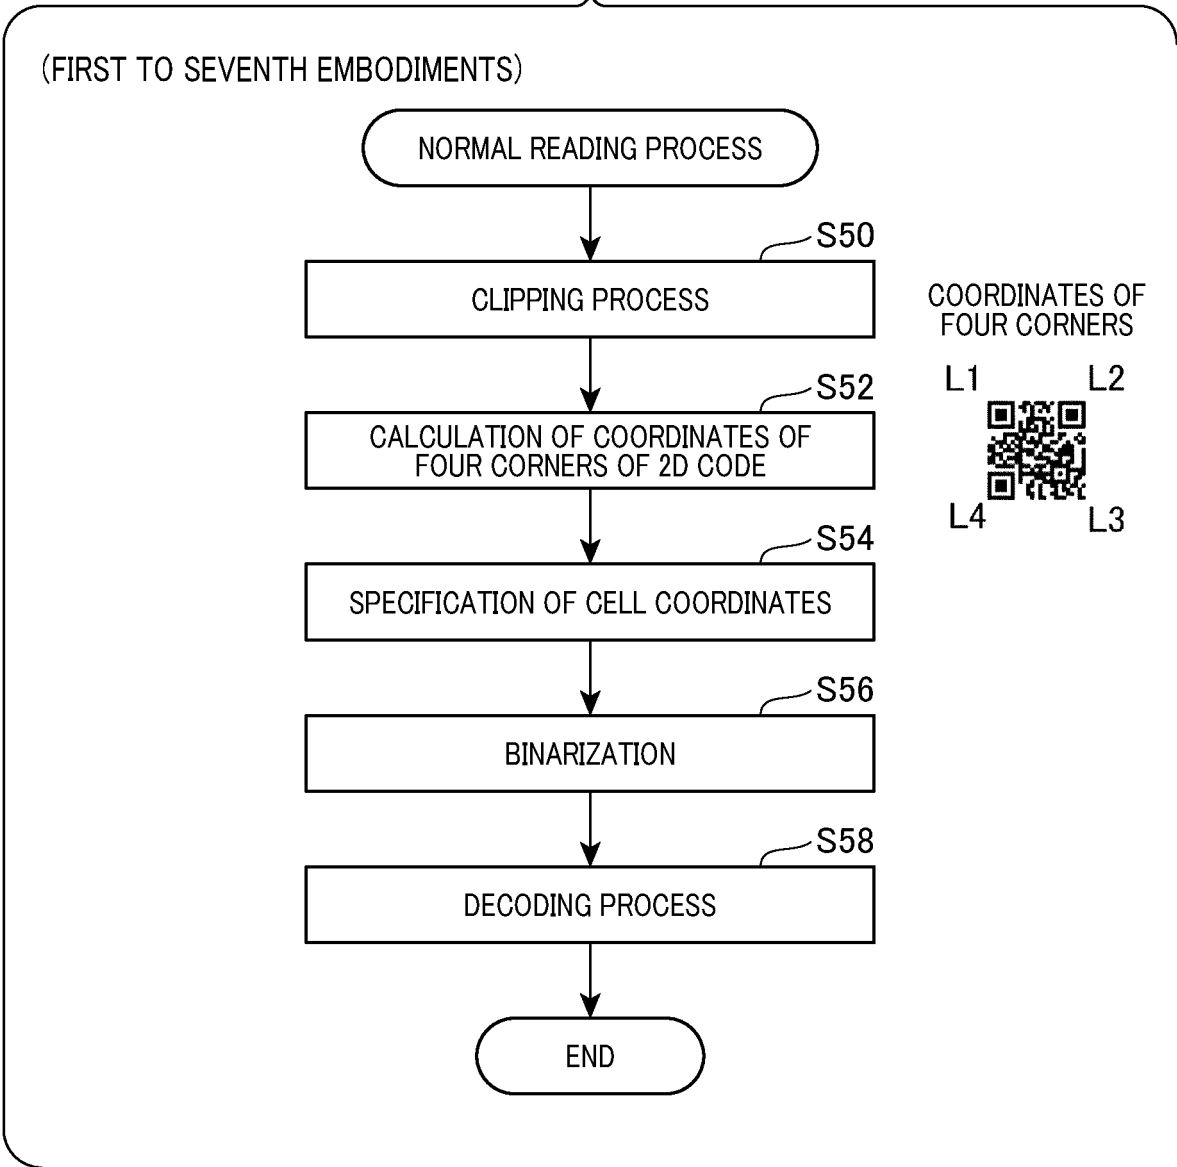 (FIRST TO SEVENTH EMBODIMENTS)
NORMAL READING PROCESS
S50
CLIPPING PROCESS
COORDINATES OF
FOUR CORNERS
L1 L2
L4 L3
S52
CALCULATION OF COORDINATES OF
FOUR CORNERS OF 2D CODE
S54
SPECIFICATION OF CELL COORDINATES
S56
BINARIZATION
S58
DECODING PROCESS
END